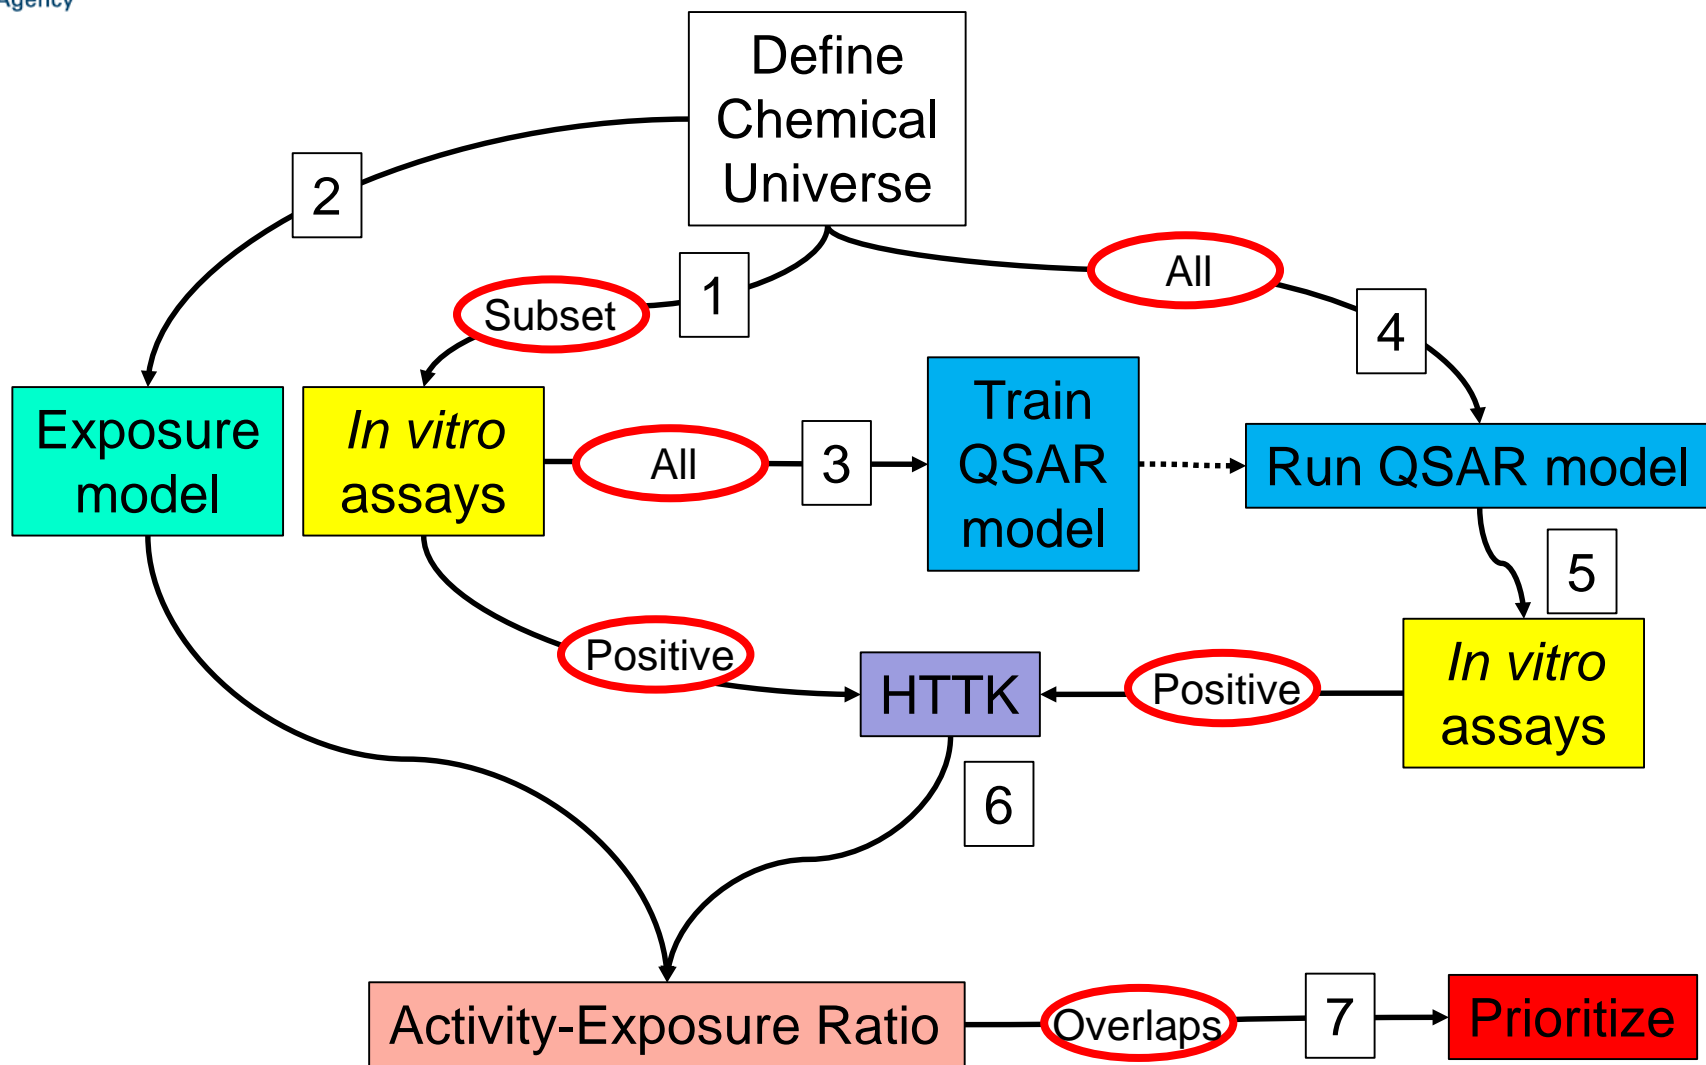 Agency
Define
Chemical
Universe
2
1
All
Subset
4
Exposure
model
In vitro
assays
All
3
Train
QSAR
model
Run QSAR model
5
Positive
HTTK
Positive
In vitro
assays
6
Activity-Exposure Ratio
Overlaps
7
Prioritize